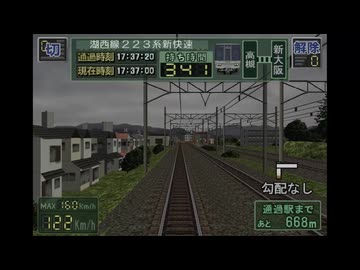 切
湖西線223系新快速
通過時刻 17:37:20
現在時刻 17:37:00
持ち時間
341
高槻
新大阪
解除
0
勾配なし
MAX 160 Km/h
122 Km/h
通過駅まで
あと 668m